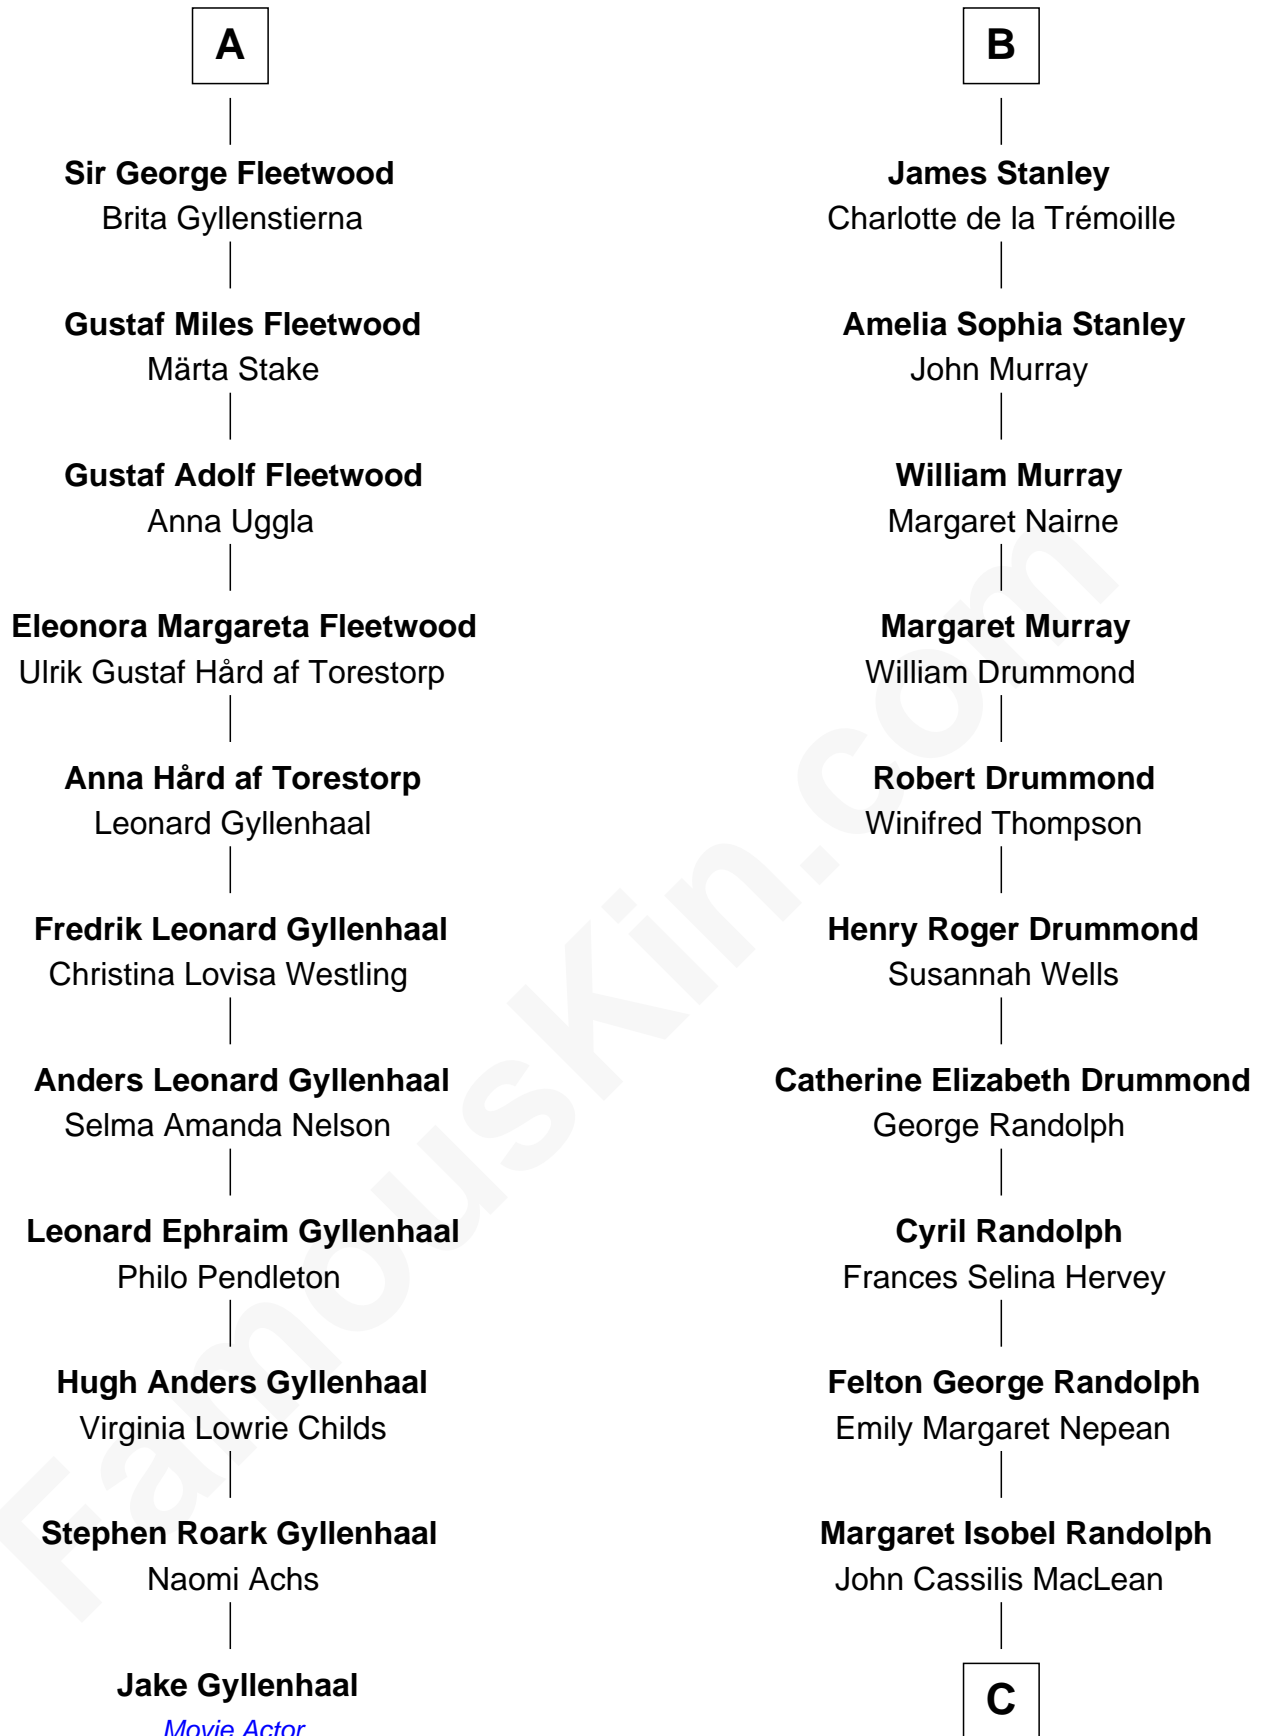 A
Sir George Fleetwood
Brita Gyllenstierna
Gustaf Miles Fleetwood
Märta Stake
Gustaf Adolf Fleetwood
Anna Uggla
Eleonora Margareta Fleetwood
Ulrik Gustaf Hård af Torestorp
Anna Hård af Torestorp
Leonard Gyllenhaal
Fredrik Leonard Gyllenhaal
Christina Lovisa Westling
Anders Leonard Gyllenhaal
Selma Amanda Nelson
Leonard Ephraim Gyllenhaal
Philo Pendleton
Hugh Anders Gyllenhaal
Virginia Lowrie Childs
Stephen Roark Gyllenhaal
Naomi Achs
Jake Gyllenhaal
Movie Actor
B
James Stanley
Charlotte de la Trémoille
Amelia Sophia Stanley
John Murray
William Murray
Margaret Nairne
Margaret Murray
William Drummond
Robert Drummond
Winifred Thompson
Henry Roger Drummond
Susannah Wells
Catherine Elizabeth Drummond
George Randolph
Cyril Randolph
Frances Selina Hervey
Felton George Randolph
Emily Margaret Nepean
Margaret Isobel Randolph
John Cassilis MacLean
C
FamousKin.com